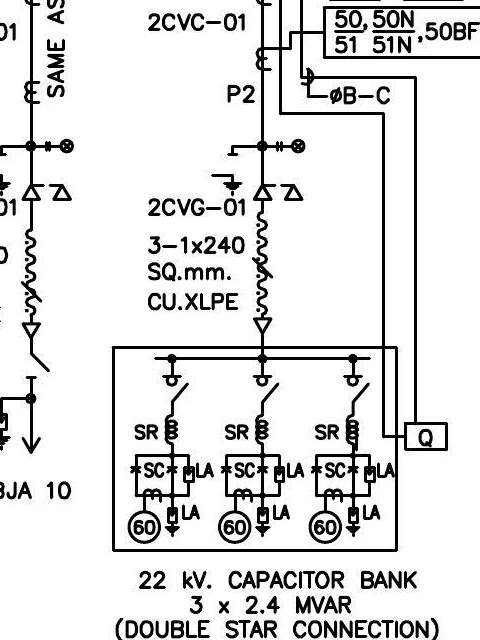 2CVC-01
50, 50N
51 51N ,50BF
01
SAME AS
P2
øB-C
01
2CVG-01
0
3-1x240
SQ.mm.
CU.XLPE
SR SR SR
Q
SC LA SC LA SC LA
LA LA LA
60 60 60
BJA 10
22 kV. CAPACITOR BANK
3 x 2.4 MVAR
(DOUBLE STAR CONNECTION)